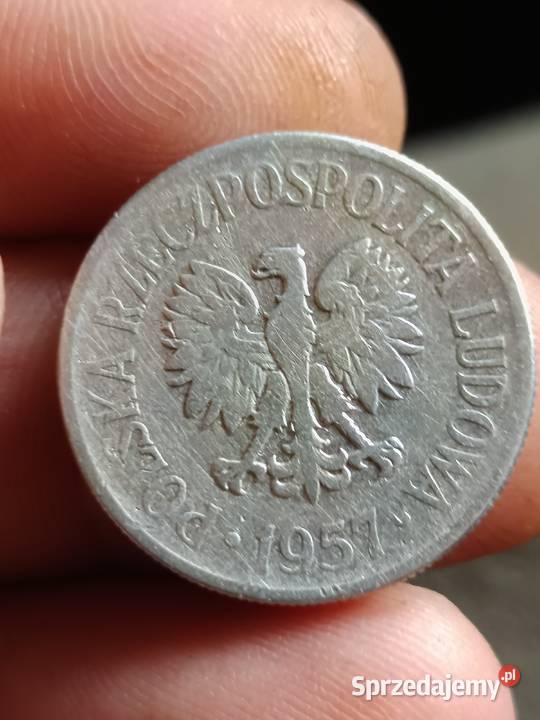 POLSKA RZECZPOSPOLITA LUDOWA
· 1957 ·
Sprzedajemy.pl